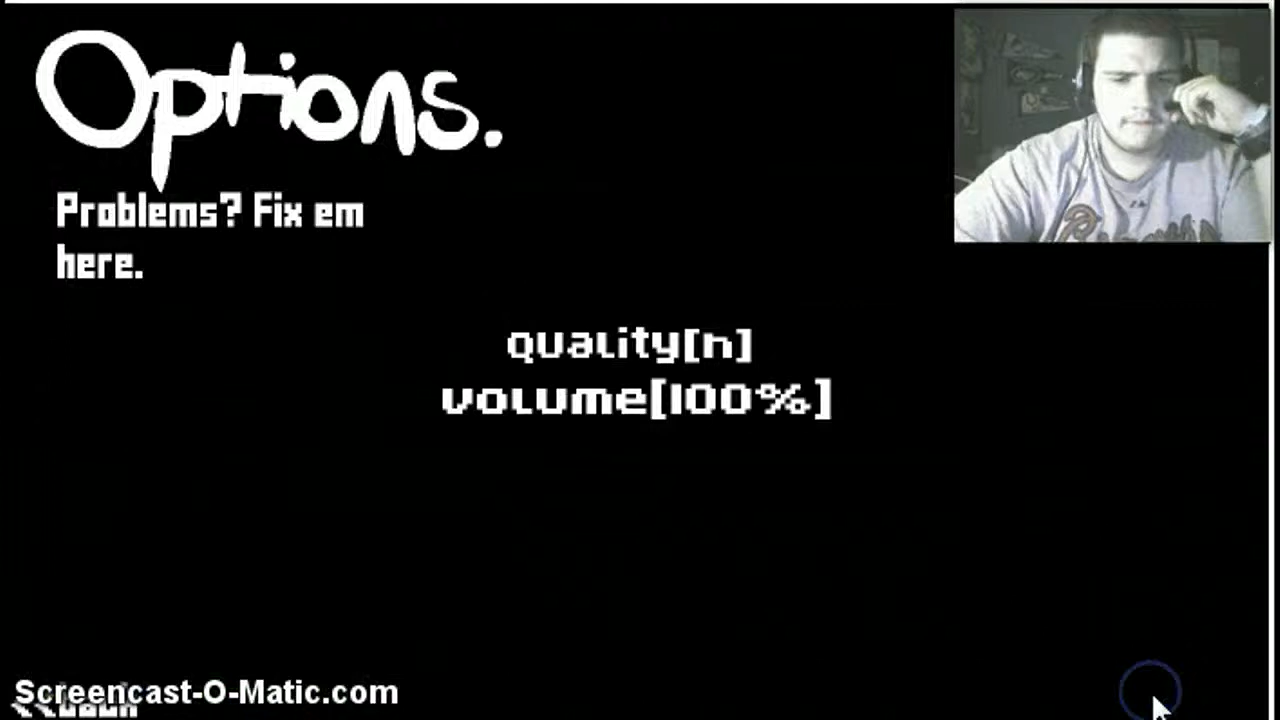 Options.
Problems? Fix em
here.
quality[n]
volume[100%]
Screencast-O-Matic.com